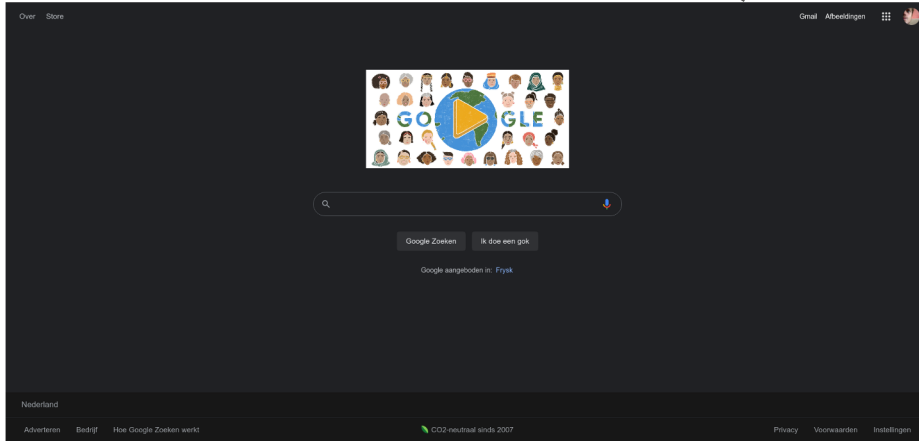 Over Store
Gmail Afbeeldingen
GOOGLE
Google Zoeken
Ik doe een gok
Google aangeboden in: Frysk
Nederland
Adverteren Bedrijf Hoe Google Zoeken werkt
CO2-neutraal sinds 2007
Privacy Voorwaarden Instellingen